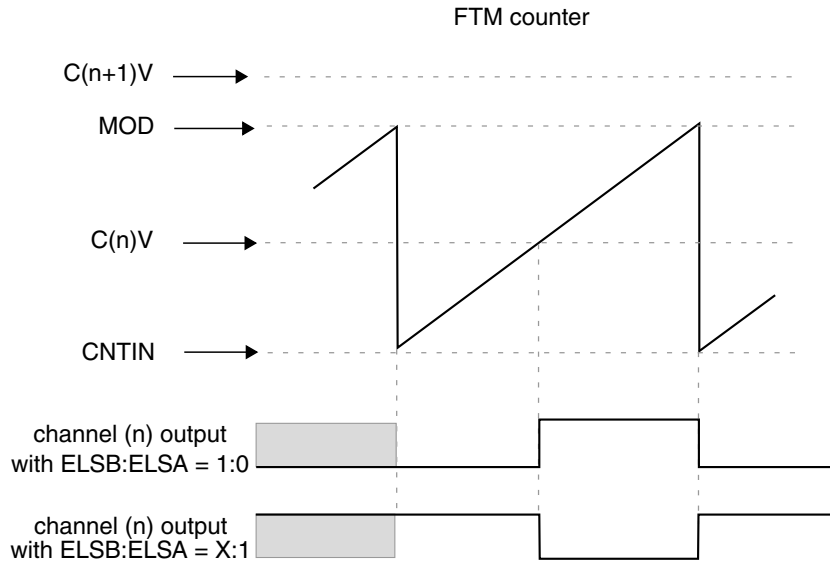 FTM counter
C(n+1)V
MOD
C(n)V
CNTIN
channel (n) output
with ELSB:ELSA = 1:0
channel (n) output
with ELSB:ELSA = X:1